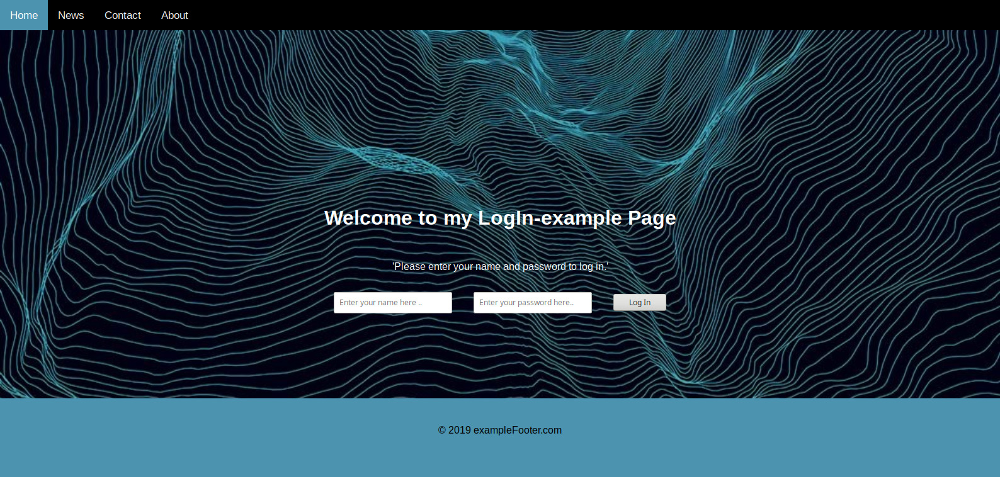 Home News Contact About
Welcome to my LogIn-example Page
'Please enter your name and password to log in.'
Enter your name here .. Enter your password here.. Log In
© 2019 exampleFooter.com